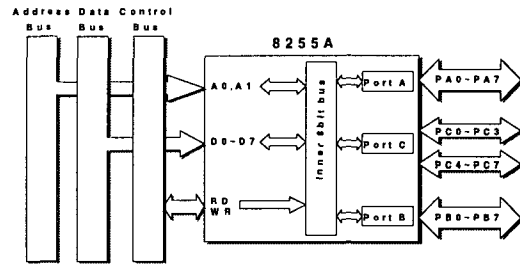 Address Data Control
Bus Bus Bus
8255A
A0,A1
Port A
PA0~PA7
D0~D7
Inner 8bit bus
Port C
PC0~PC3
PC4~PC7
RD
WR
Port B
PB0~PB7